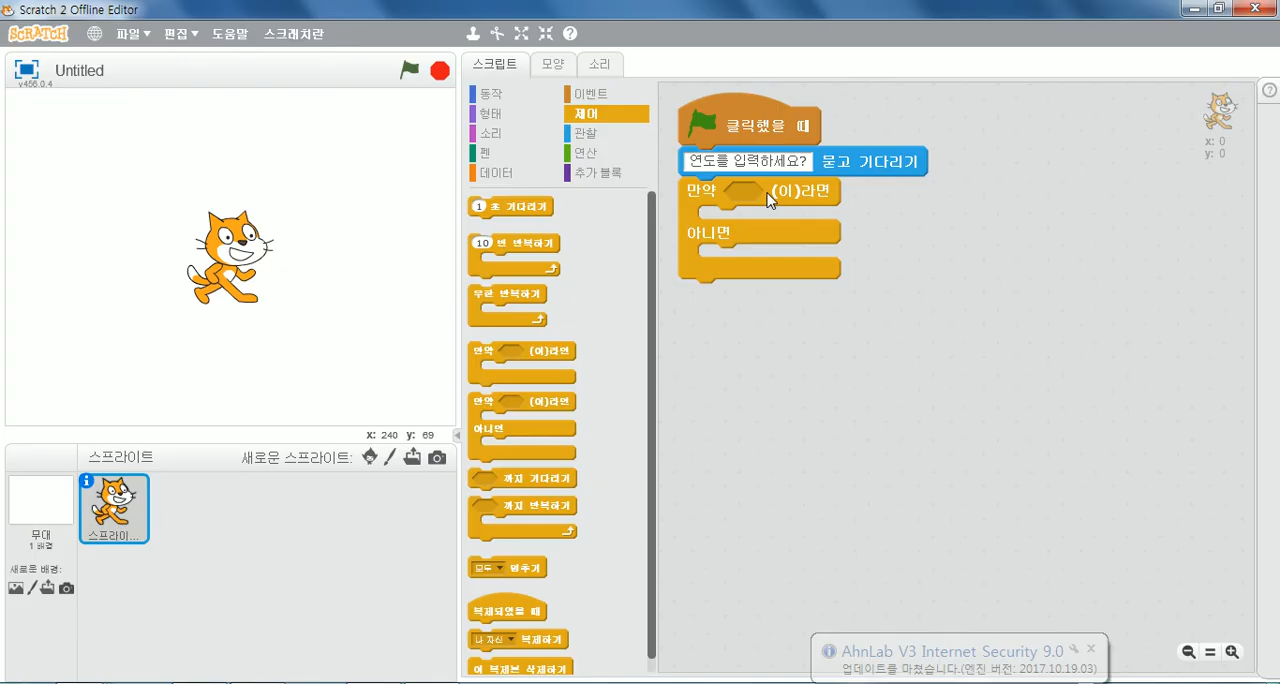 Scratch 2 Offline Editor
SCRATCH 파일 편집 도움말 스크래치란
Untitled
v456.0.4
스크립트 모양 소리
동작 이벤트
형태 제어
소리 관찰
펜 연산
데이터 추가 블록
1 초 기다리기
10 번 반복하기
무한 반복하기
만약 (이)라면
만약 (이)라면
아니면
까지 기다리기
까지 반복하기
모두 멈추기
복제되었을 때
나 자신 복제하기
이 복제본 삭제하기
클릭했을 때
연도를 입력하세요? 묻고 기다리기
만약 (이)라면
아니면
x: 0
y: 0
x: 240 y: 69
스프라이트 새로운 스프라이트:
스프라이...
무대
1 배경
새로운 배경:
AhnLab V3 Internet Security 9.0
업데이트를 마쳤습니다.(엔진 버전: 2017.10.19.03)